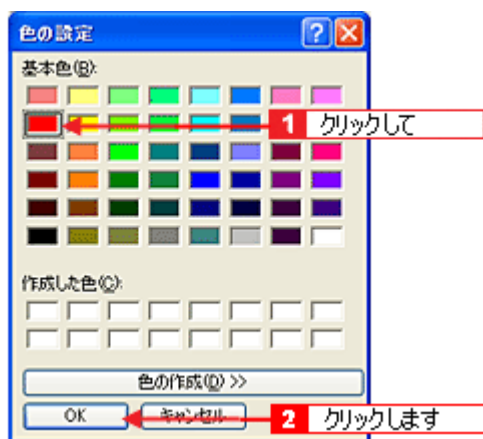 色の設定
基本色(B):
1 クリックして
作成した色(C):
色の作成(D) >>
OK キャンセル
2 クリックします